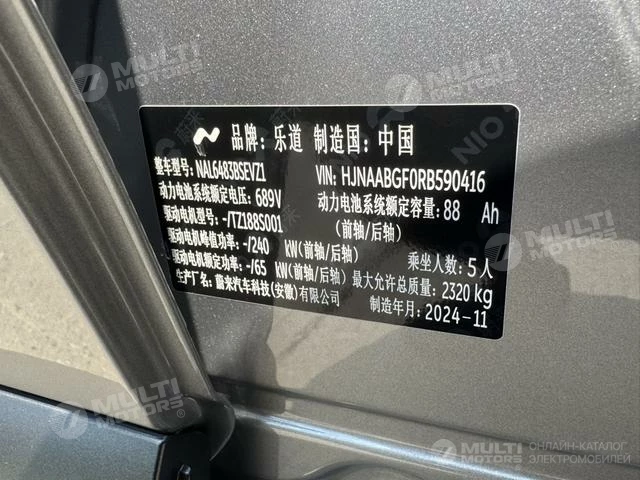 品牌: 乐道 制造国: 中国
整车型号: NAL6483BSEVZ1 VIN: HJNAABGF0RB590416
动力电池系统额定电压: 689V 动力电池系统额定容量: 88 Ah
驱动电机型号: -/TZ188S001 (前轴/后轴)
驱动电机峰值功率: -/240 kW(前轴/后轴)
驱动电机额定功率: -/65 kW(前轴/后轴) 乘坐人数: 5人
生产厂名: 蔚来汽车科技(安徽)有限公司 最大允许总质量: 2320 kg
制造年月: 2024-11
MULTI MOTORS
MULTI MOTORS
NIO
蔚来
MULTI MOTORS
MULTI MOTORS ОНЛАЙН-КАТАЛОГ ЭЛЕКТРОМОБИЛЕЙ